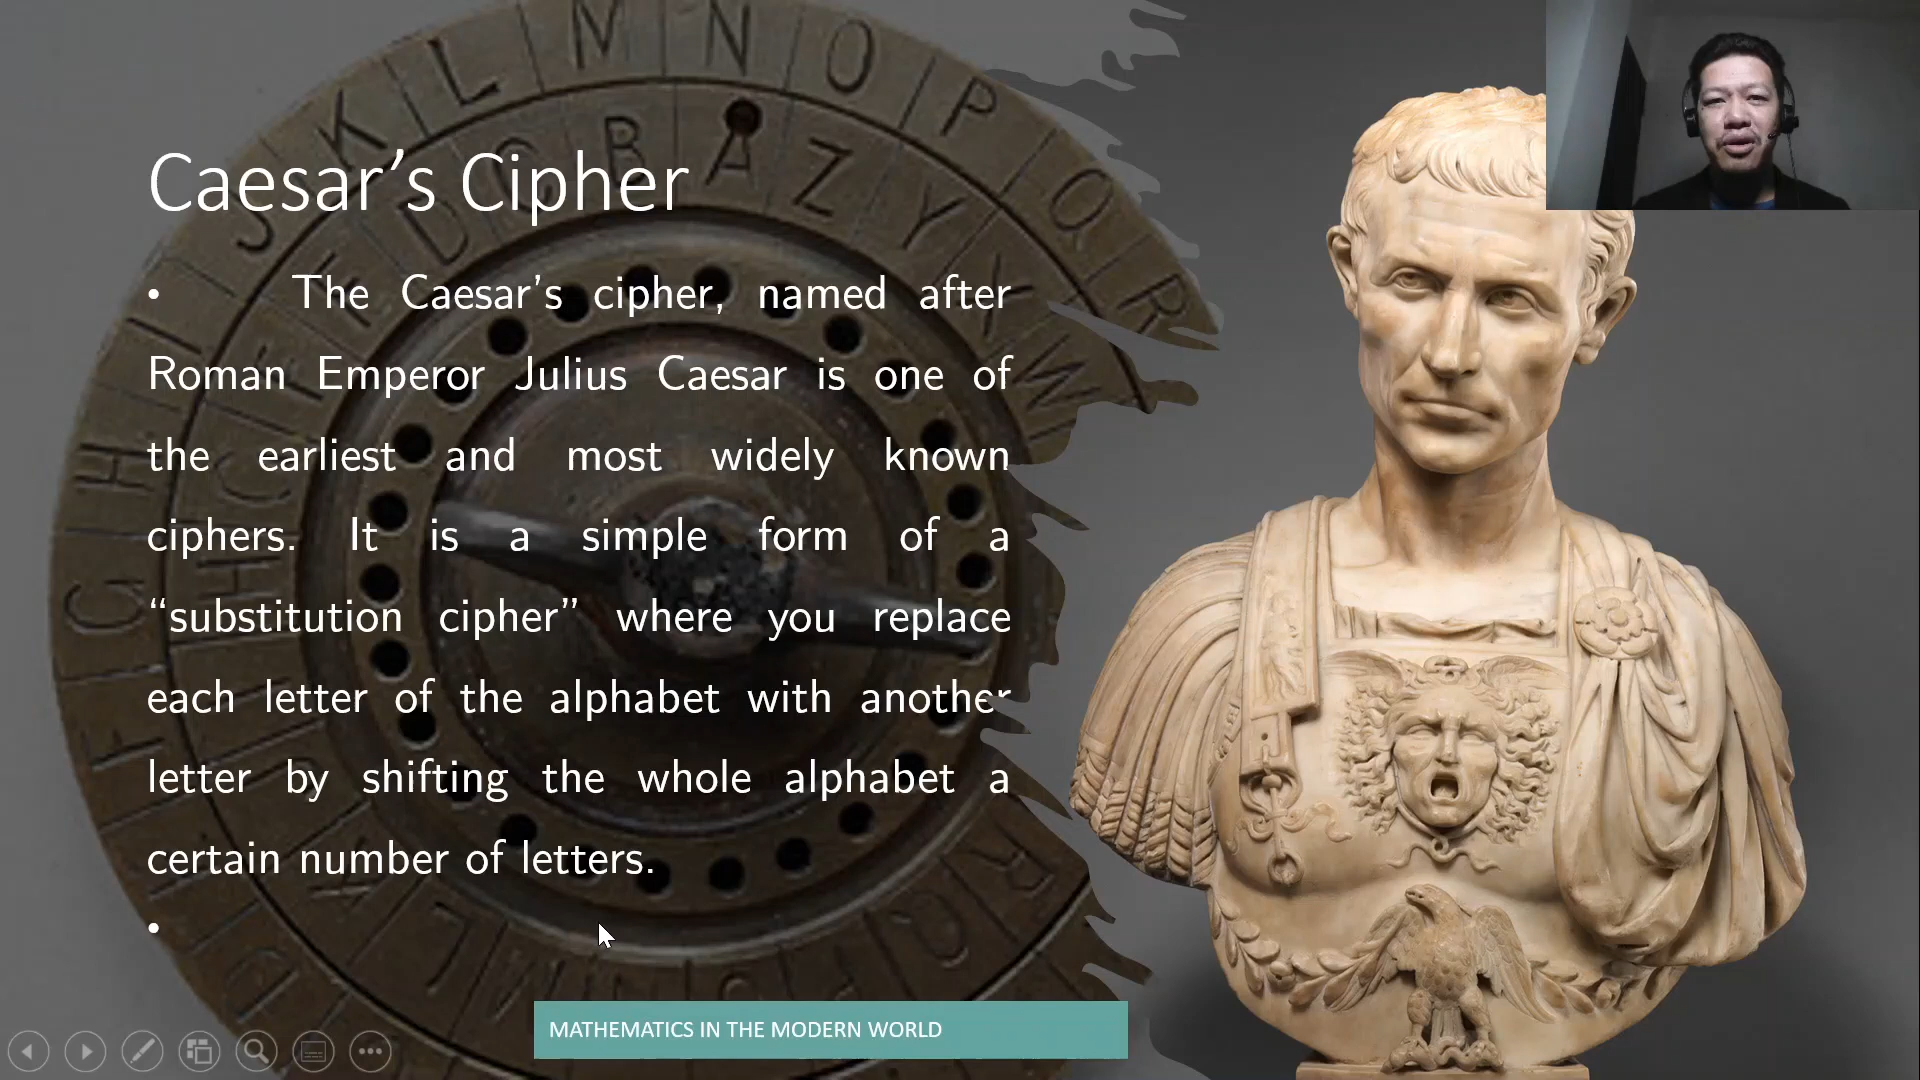 Caesar’s Cipher
• The Caesar’s cipher, named after
Roman Emperor Julius Caesar is one of
the earliest and most widely known
ciphers. It is a simple form of a
“substitution cipher” where you replace
each letter of the alphabet with another
letter by shifting the whole alphabet a
certain number of letters.
•
MATHEMATICS IN THE MODERN WORLD
F G H I J K L M N O P Q R
B A Z Y X W